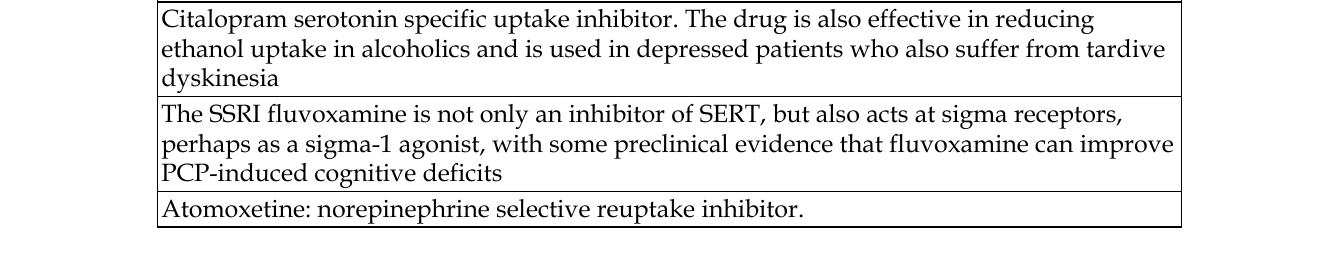 Citalopram serotonin specific uptake inhibitor. The drug is also effective in reducing
ethanol uptake in alcoholics and is used in depressed patients who also suffer from tardive
dyskinesia
The SSRI fluvoxamine is not only an inhibitor of SERT, but also acts at sigma receptors,
perhaps as a sigma-1 agonist, with some preclinical evidence that fluvoxamine can improve
PCP-induced cognitive deficits
Atomoxetine: norepinephrine selective reuptake inhibitor.